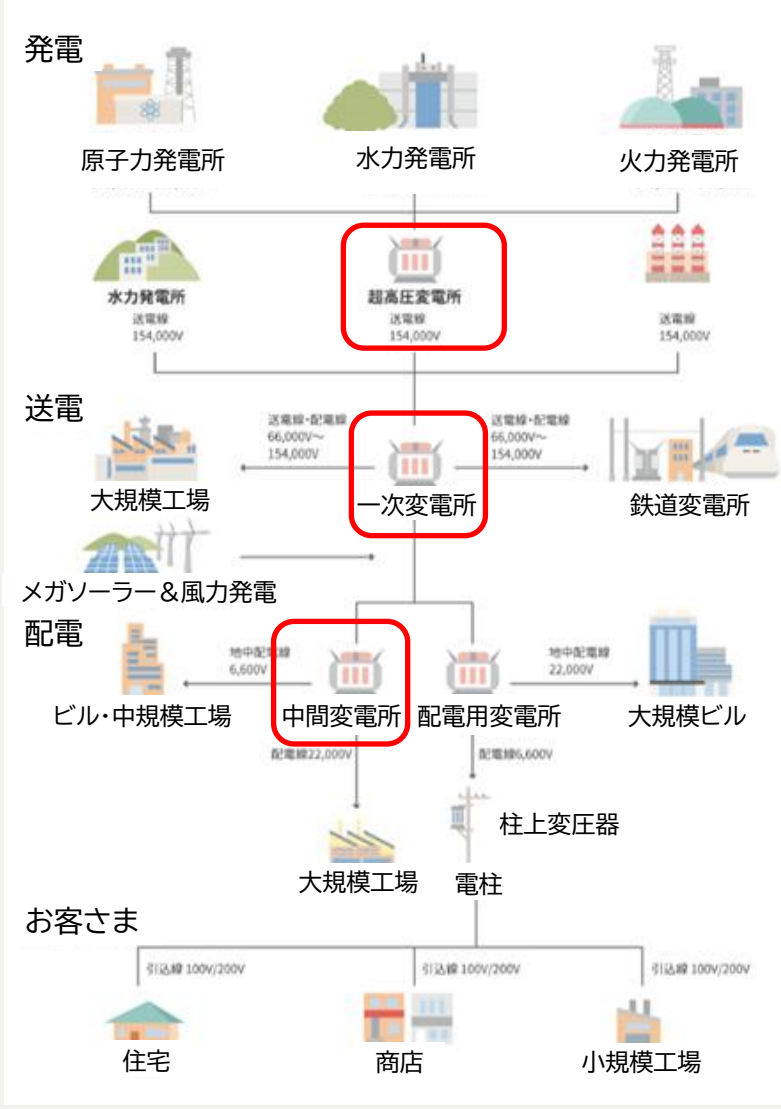 発電
原子力発電所
水力発電所
火力発電所
水力発電所
送電線
154,000V
超高圧変電所
送電線
154,000V
送電線
154,000V
送電
送電線・配電線
66,000V～
154,000V
送電線・配電線
66,000V～
154,000V
大規模工場
一次変電所
鉄道変電所
メガソーラー＆風力発電
配電
地中配電線
6,600V
地中配電線
22,000V
ビル・中規模工場
中間変電所
配電用変電所
大規模ビル
配電線22,000V
配電線6,600V
柱上変圧器
大規模工場
電柱
お客さま
引込線 100V/200V
引込線 100V/200V
引込線 100V/200V
住宅
商店
小規模工場